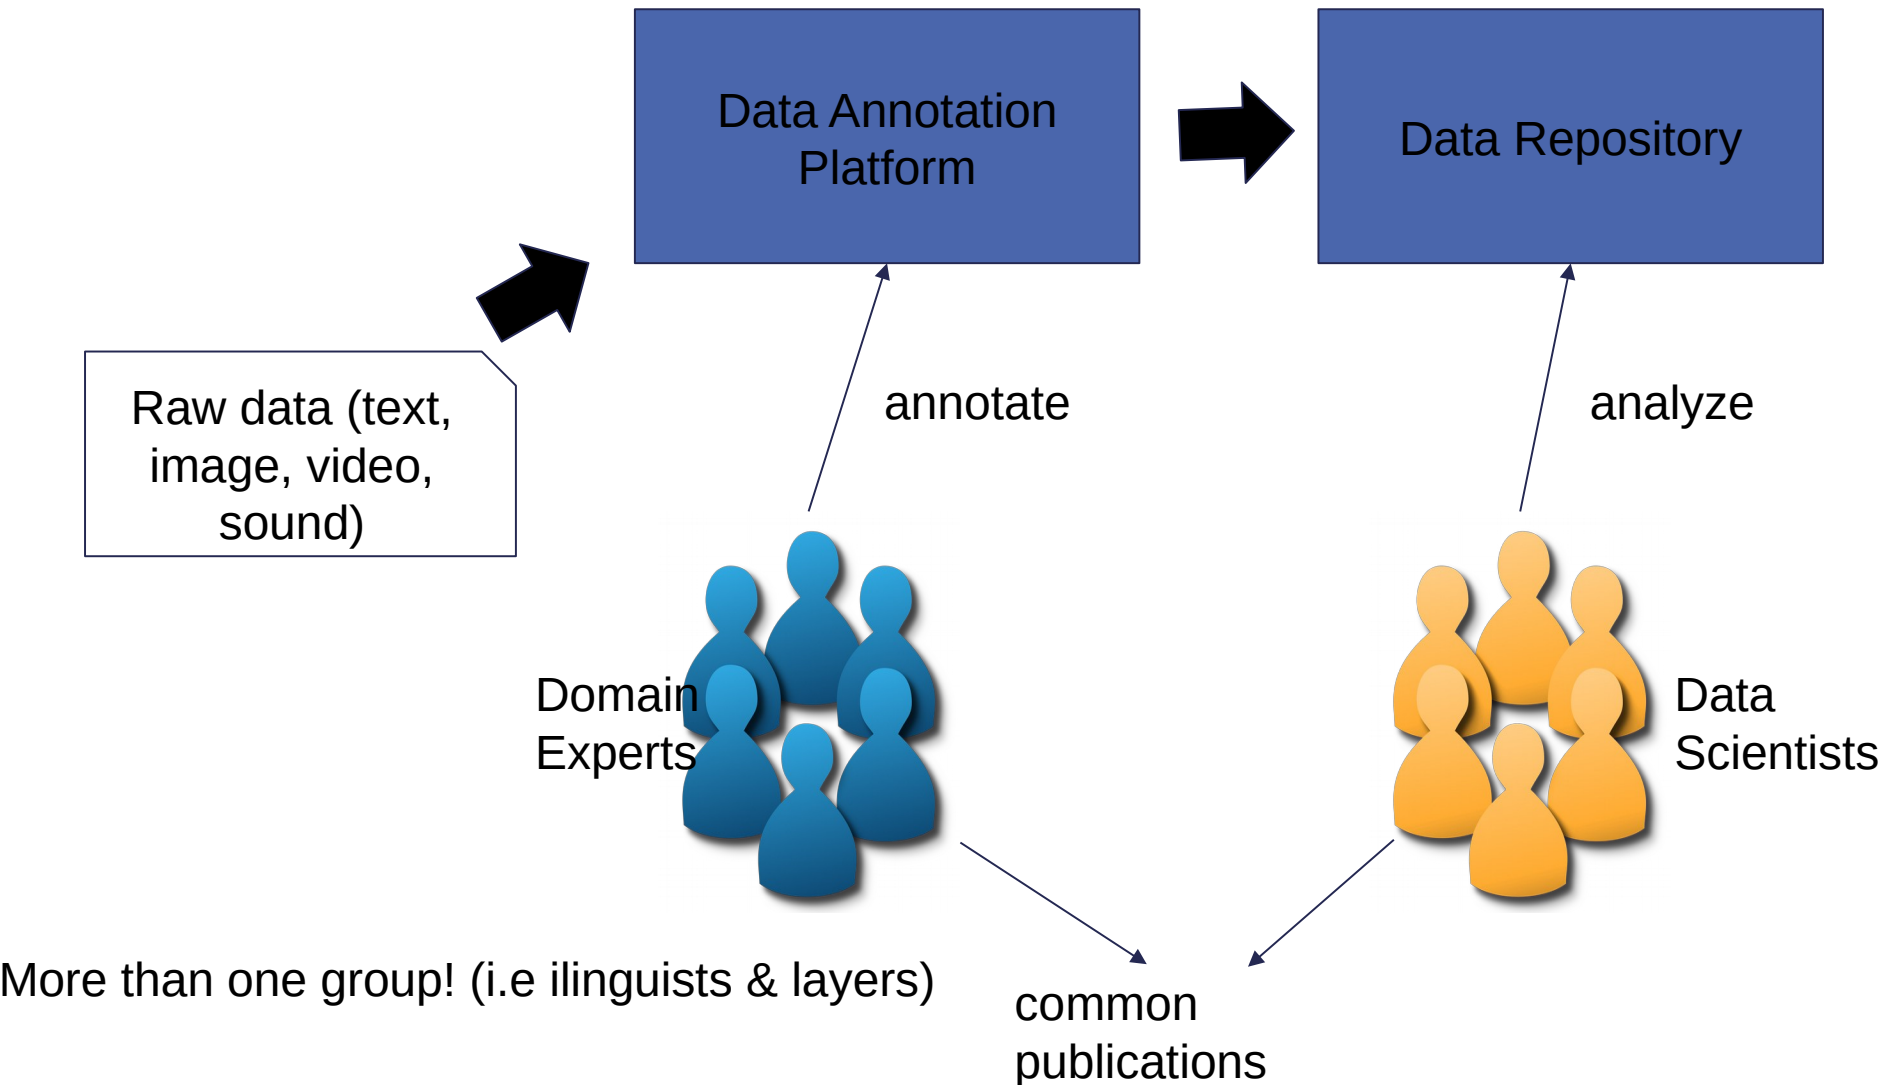 Data Annotation
Platform
Data Repository
Raw data (text,
image, video,
sound)
annotate
analyze
Domain
Experts
Data
Scientists
More than one group! (i.e ilinguists & layers)
common
publications